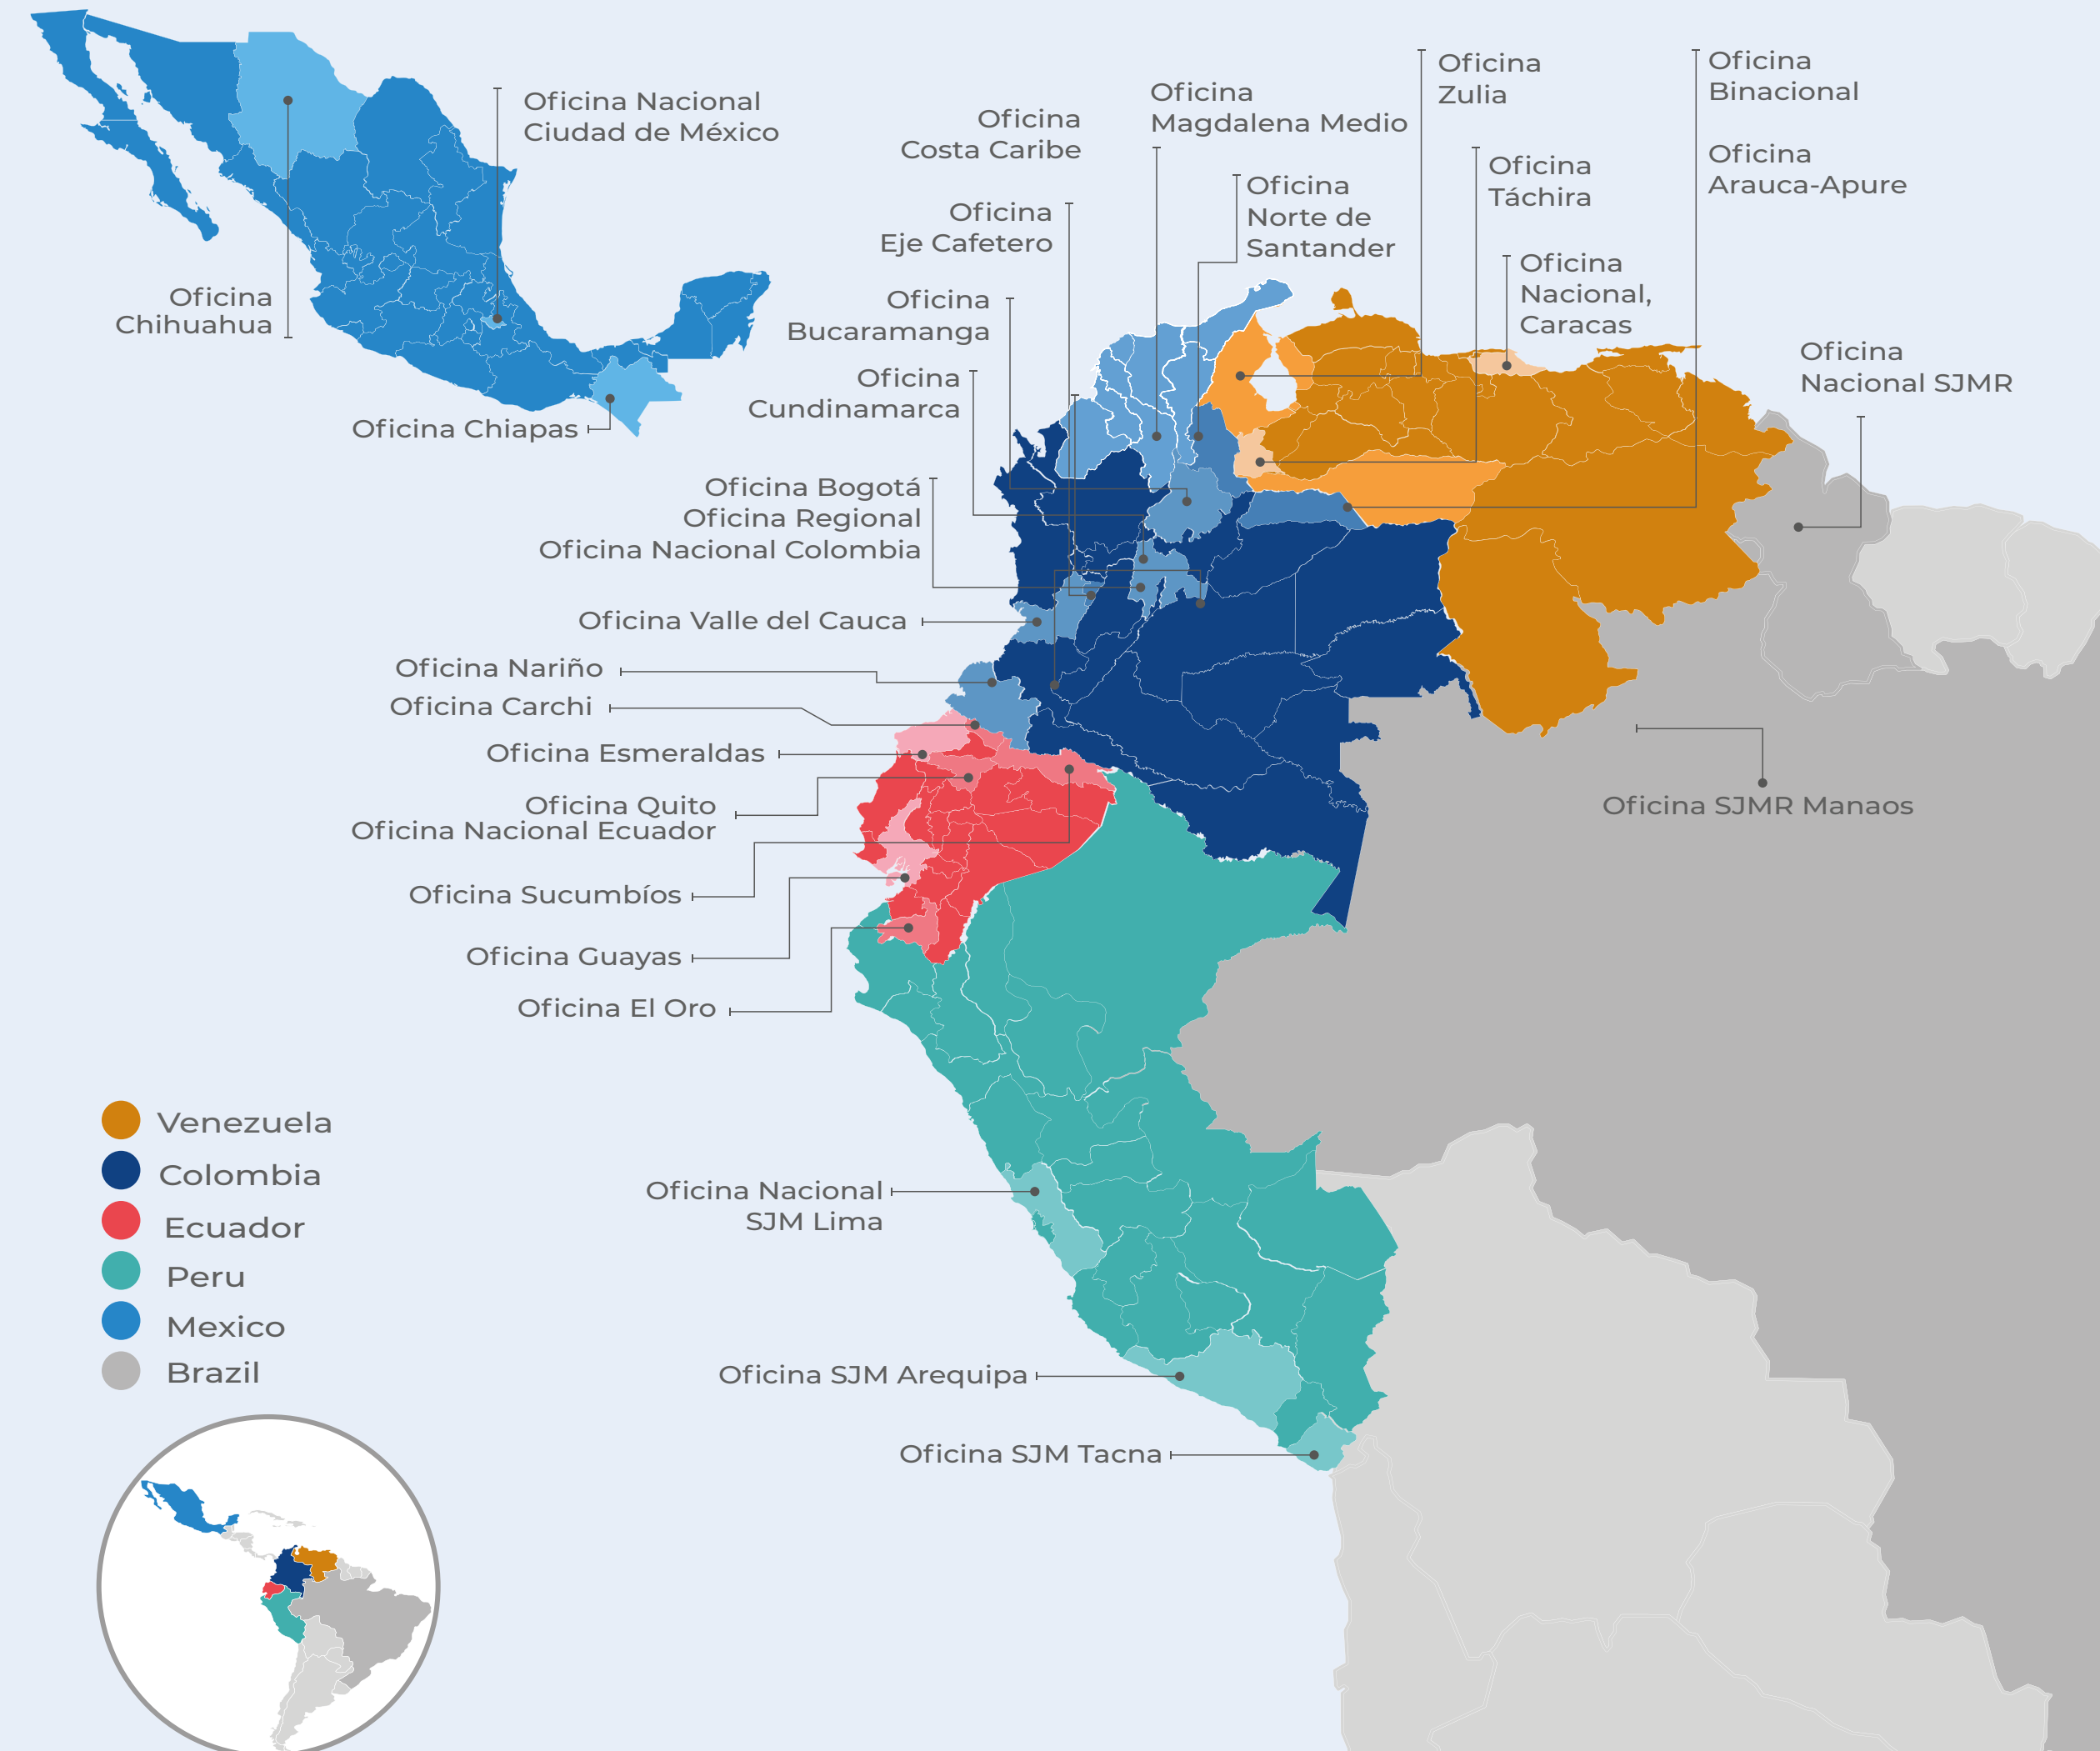 Oficina Nacional
Ciudad de México
Oficina
Chihuahua
Oficina Chiapas
Oficina
Costa Caribe
Oficina
Magdalena Medio
Oficina
Zulia
Oficina
Binacional
Oficina
Arauca-Apure
Oficina
Táchira
Oficina
Norte de
Santander
Oficina
Eje Cafetero
Oficina
Nacional,
Caracas
Oficina
Bucaramanga
Oficina
Nacional SJMR
Oficina
Cundinamarca
Oficina Bogotá
Oficina Regional
Oficina Nacional Colombia
Oficina Valle del Cauca
Oficina Nariño
Oficina Carchi
Oficina Esmeraldas
Oficina Quito
Oficina Nacional Ecuador
Oficina SJMR Manaos
Oficina Sucumbíos
Oficina Guayas
Oficina El Oro
Venezuela
Colombia
Ecuador
Peru
Mexico
Brazil
Oficina Nacional
SJM Lima
Oficina SJM Arequipa
Oficina SJM Tacna